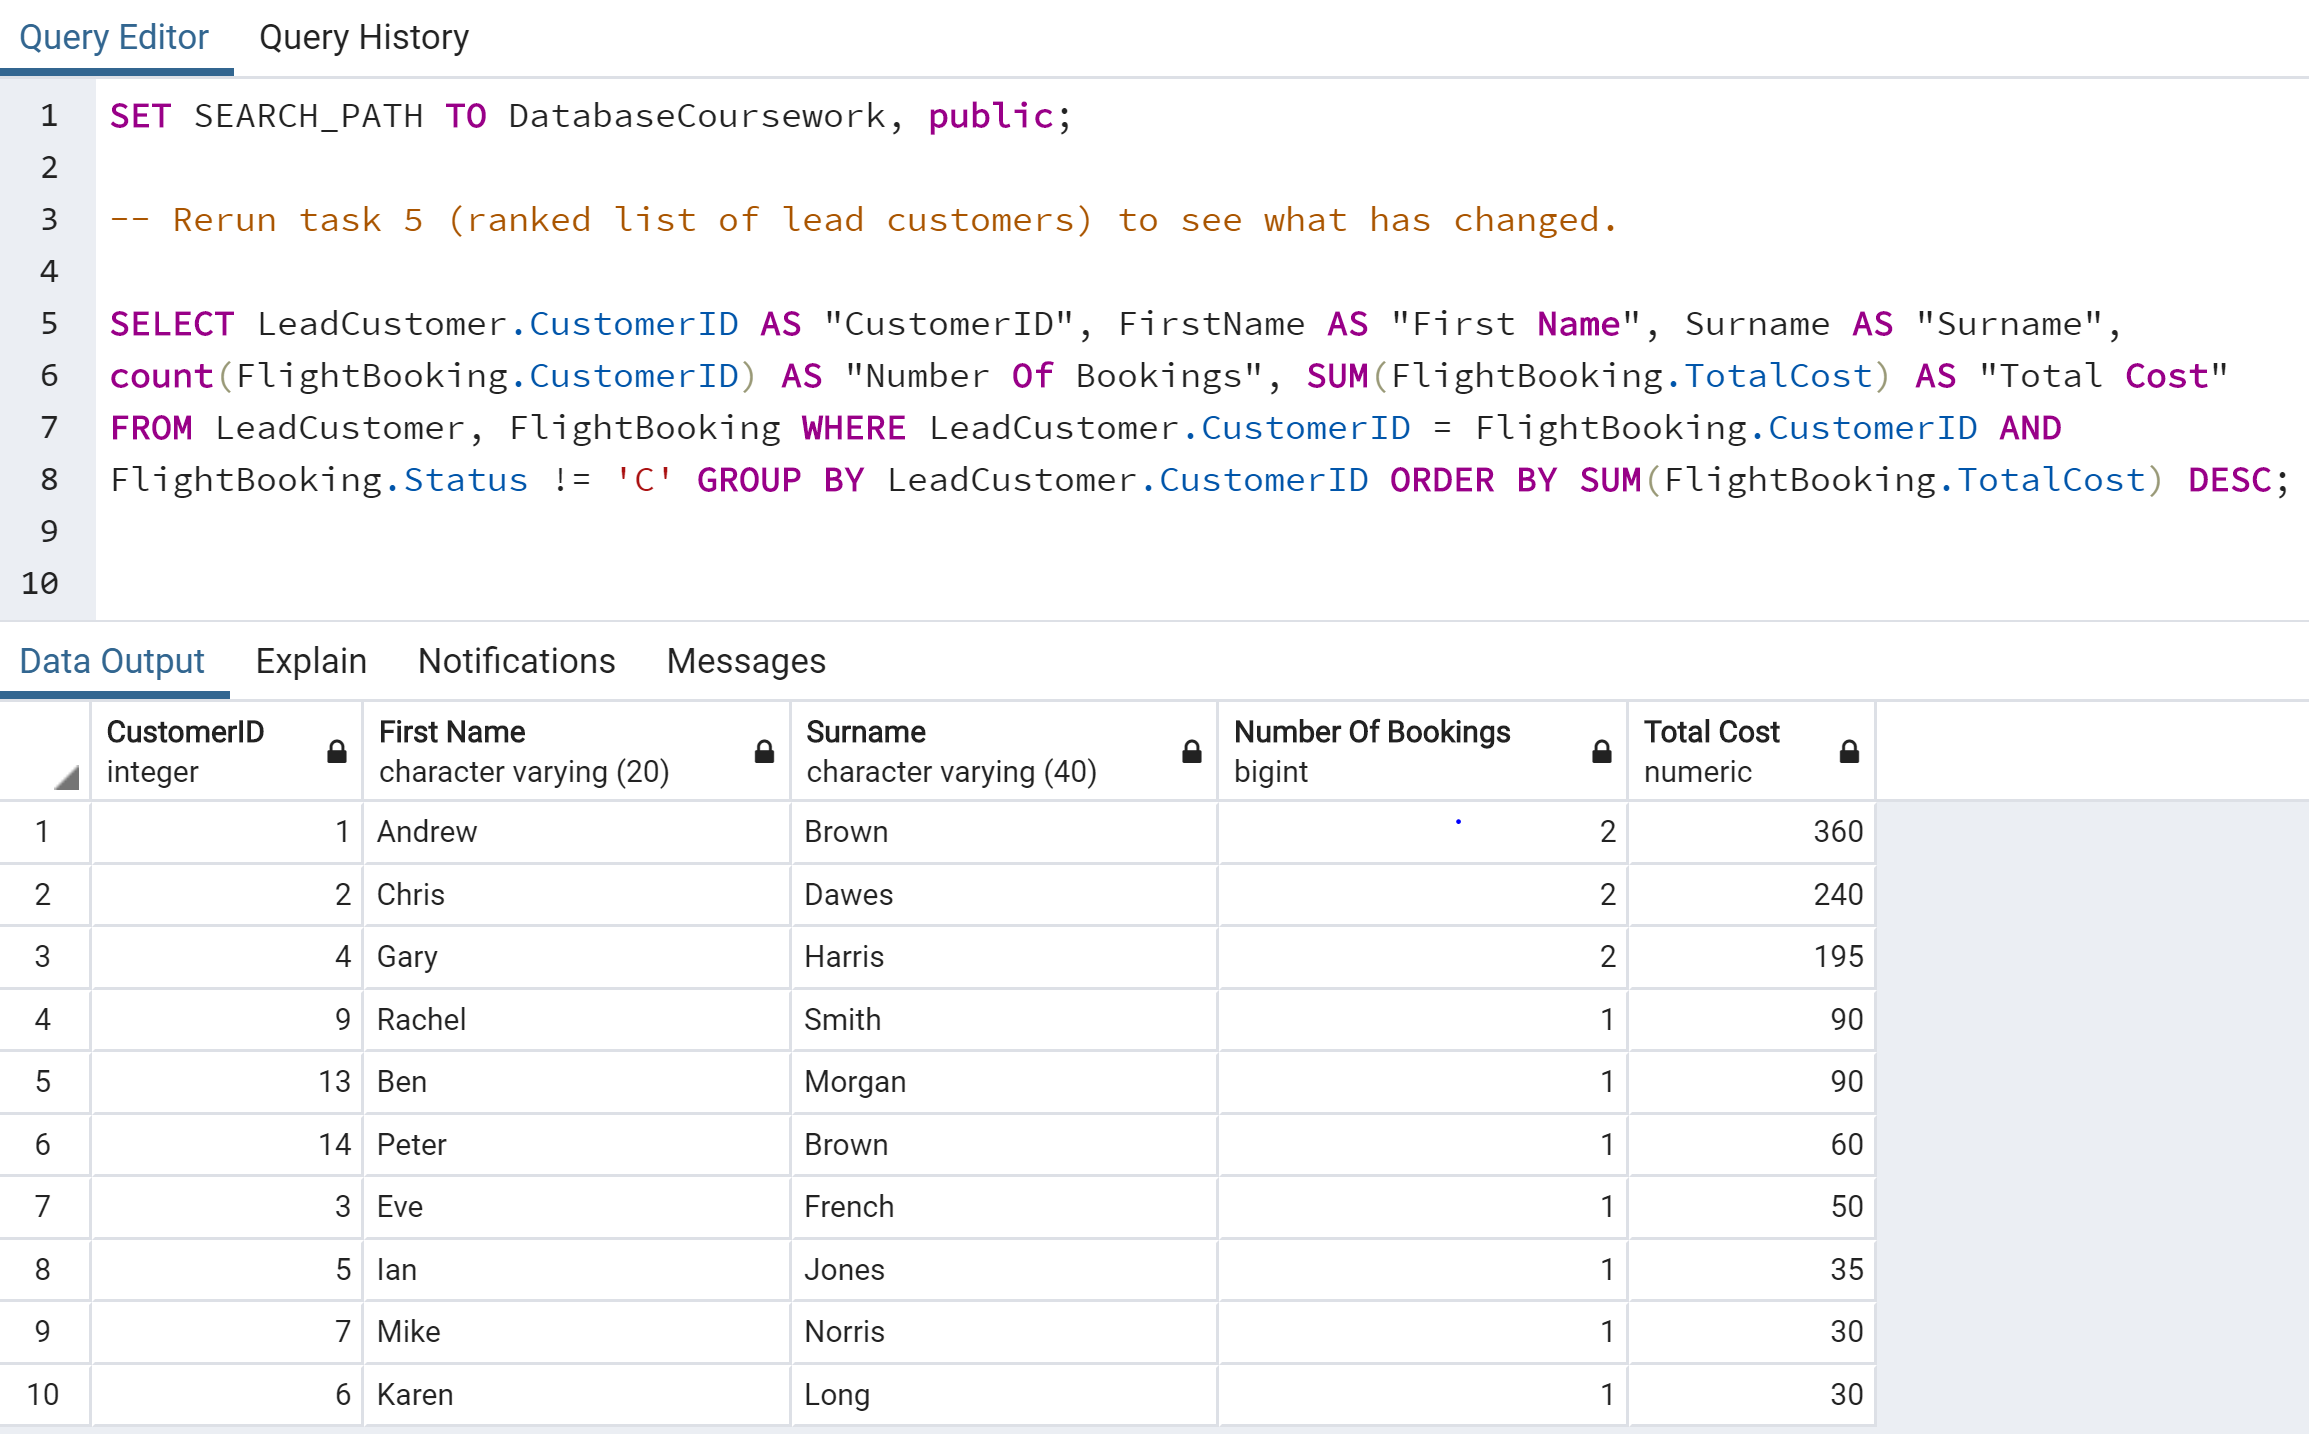 Query Editor Query History
1 SET SEARCH_PATH TO DatabaseCoursework, public;
2
3 -- Rerun task 5 (ranked list of lead customers) to see what has changed.
4
5 SELECT LeadCustomer.CustomerID AS "CustomerID", FirstName AS "First Name", Surname AS "Surname",
6 count(FlightBooking.CustomerID) AS "Number Of Bookings", SUM(FlightBooking.TotalCost) AS "Total Cost"
7 FROM LeadCustomer, FlightBooking WHERE LeadCustomer.CustomerID = FlightBooking.CustomerID AND
8 FlightBooking.Status != 'C' GROUP BY LeadCustomer.CustomerID ORDER BY SUM(FlightBooking.TotalCost) DESC;
9
10
Data Output Explain Notifications Messages
CustomerID First Name Surname Number Of Bookings Total Cost
integer character varying (20) character varying (40) bigint numeric
1 1 Andrew Brown 2 360
2 2 Chris Dawes 2 240
3 4 Gary Harris 2 195
4 9 Rachel Smith 1 90
5 13 Ben Morgan 1 90
6 14 Peter Brown 1 60
7 3 Eve French 1 50
8 5 Ian Jones 1 35
9 7 Mike Norris 1 30
10 6 Karen Long 1 30